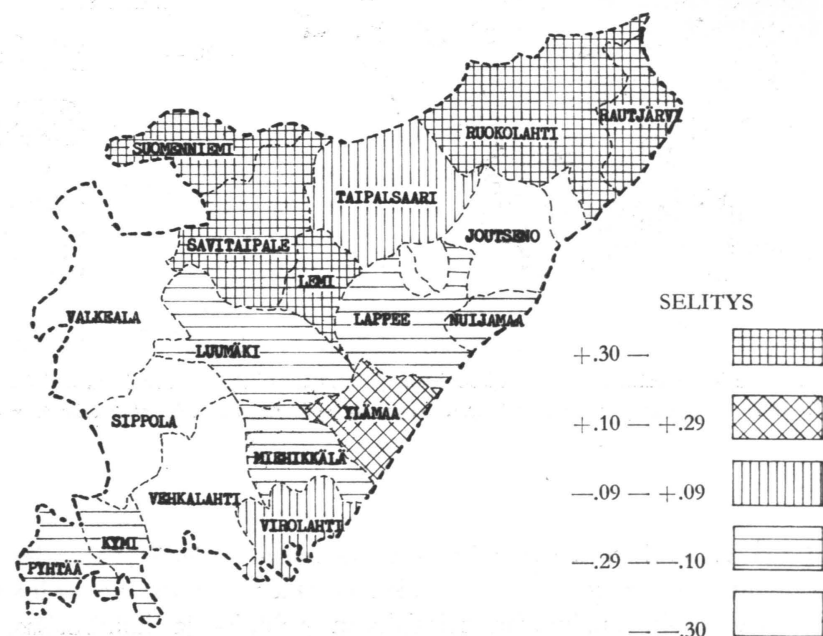 RAUTJÄRVI
RUOKOLAHTI
SUOMENNIEMI
TAIPALSAARI
JOUTSENO
SAVITAIPALE
LEMI
VALKEALA
LAPPEE
NUIJAMAA
LUUMÄKI
YLÄMAA
SIPPOLA
MIEHIKKÄLÄ
VEHKALAHTI
VIROLAHTI
KYMI
PYHTÄÄ
SELITYS
+.30 —
+.10 — +.29
—.09 — +.09
—.29 — —.10
— —.30